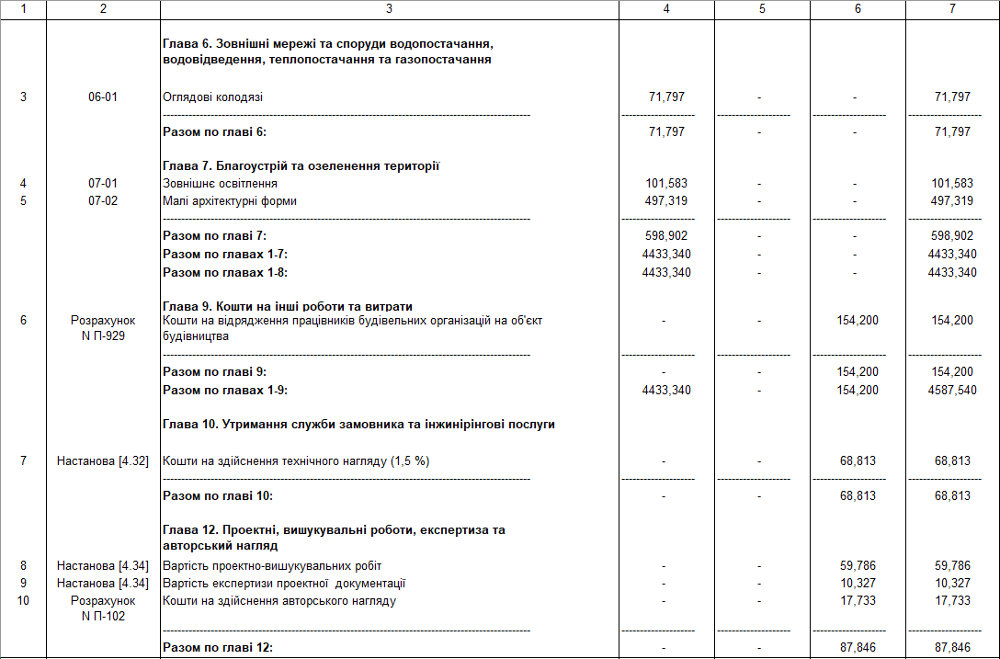 1 2 3 4 5 6 7
Глава 6. Зовнішні мережі та споруди водопостачання,
водовідведення, теплопостачання та газопостачання
3 06-01 Оглядові колодязі 71,797 - - 71,797
Разом по главі 6: 71,797 - - 71,797
Глава 7. Благоустрій та озеленення території
4 07-01 Зовнішнє освітлення 101,583 - - 101,583
5 07-02 Малі архітектурні форми 497,319 - - 497,319
Разом по главі 7: 598,902 - - 598,902
Разом по главах 1-7: 4433,340 - - 4433,340
Разом по главах 1-8: 4433,340 - - 4433,340
Глава 9. Кошти на інші роботи та витрати
6 Розрахунок Кошти на відрядження працівників будівельних організацій на об'єкт - - 154,200 154,200
N П-929 будівництва
Разом по главі 9: - - 154,200 154,200
Разом по главах 1-9: 4433,340 - 154,200 4587,540
Глава 10. Утримання служби замовника та інжинірінгові послуги
7 Настанова [4.32] Кошти на здійснення технічного нагляду (1,5 %) - - 68,813 68,813
Разом по главі 10: - - 68,813 68,813
Глава 12. Проектні, вишукувальні роботи, експертиза та
авторський нагляд
8 Настанова [4.34] Вартість проектно-вишукувальних робіт - - 59,786 59,786
9 Настанова [4.34] Вартість експертизи проектної документації - - 10,327 10,327
10 Розрахунок Кошти на здійснення авторського нагляду - - 17,733 17,733
N П-102
Разом по главі 12: - - 87,846 87,846